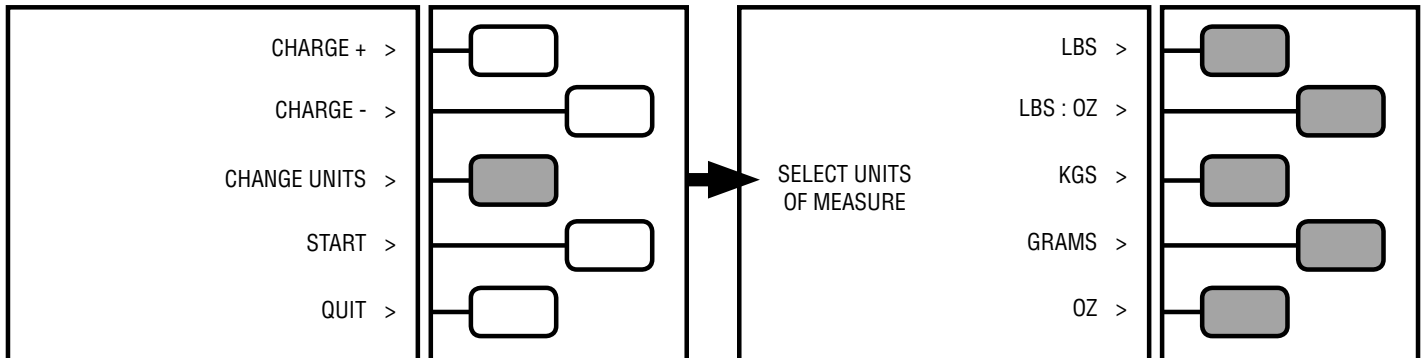 CHARGE + >
CHARGE - >
CHANGE UNITS >
START >
QUIT >
SELECT UNITS
OF MEASURE
LBS >
LBS : OZ >
KGS >
GRAMS >
OZ >